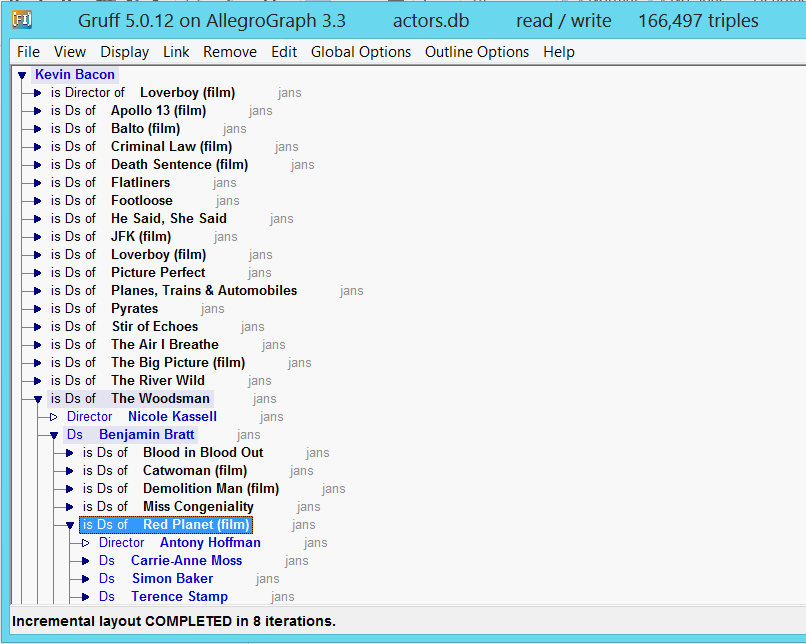 Gruff 5.0.12 on AllegroGraph 3.3 actors.db read / write 166,497 triples
File View Display Link Remove Edit Global Options Outline Options Help
Kevin Bacon
is Director of Loverboy (film) jans
is Ds of Apollo 13 (film) jans
is Ds of Balto (film) jans
is Ds of Criminal Law (film) jans
is Ds of Death Sentence (film) jans
is Ds of Flatliners jans
is Ds of Footloose jans
is Ds of He Said, She Said jans
is Ds of JFK (film) jans
is Ds of Loverboy (film) jans
is Ds of Picture Perfect jans
is Ds of Planes, Trains & Automobiles jans
is Ds of Pyrates jans
is Ds of Stir of Echoes jans
is Ds of The Air I Breathe jans
is Ds of The Big Picture (film) jans
is Ds of The River Wild jans
is Ds of The Woodsman jans
Director Nicole Kassell jans
Ds Benjamin Bratt jans
is Ds of Blood in Blood Out jans
is Ds of Catwoman (film) jans
is Ds of Demolition Man (film) jans
is Ds of Miss Congeniality jans
is Ds of Red Planet (film) jans
Director Antony Hoffman jans
Ds Carrie-Anne Moss jans
Ds Simon Baker jans
Ds Terence Stamp jans
Incremental layout COMPLETED in 8 iterations.